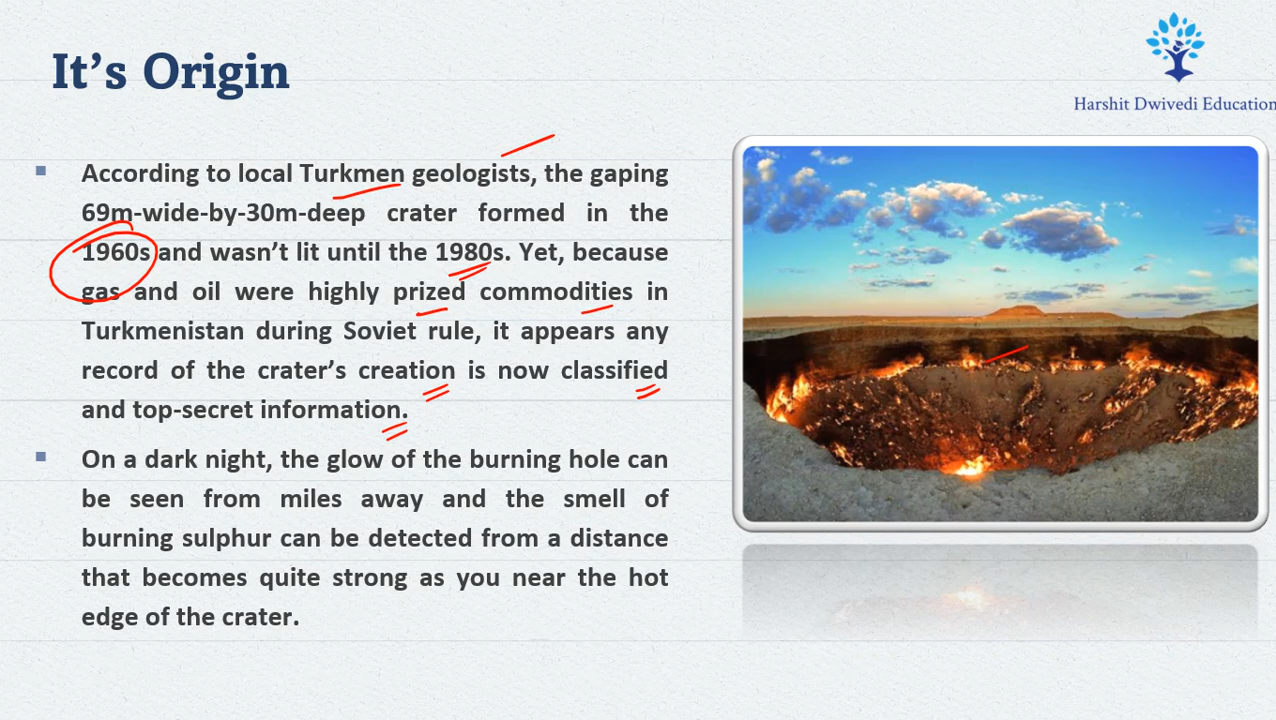 It's Origin
Harshit Dwivedi Education
According to local Turkmen geologists, the gaping
69m-wide-by-30m-deep crater formed in the
1960s and wasn't lit until the 1980s. Yet, because
gas and oil were highly prized commodities in
Turkmenistan during Soviet rule, it appears any
record of the crater's creation is now classified
and top-secret information.
On a dark night, the glow of the burning hole can
be seen from miles away and the smell of
burning sulphur can be detected from a distance
that becomes quite strong as you near the hot
edge of the crater.